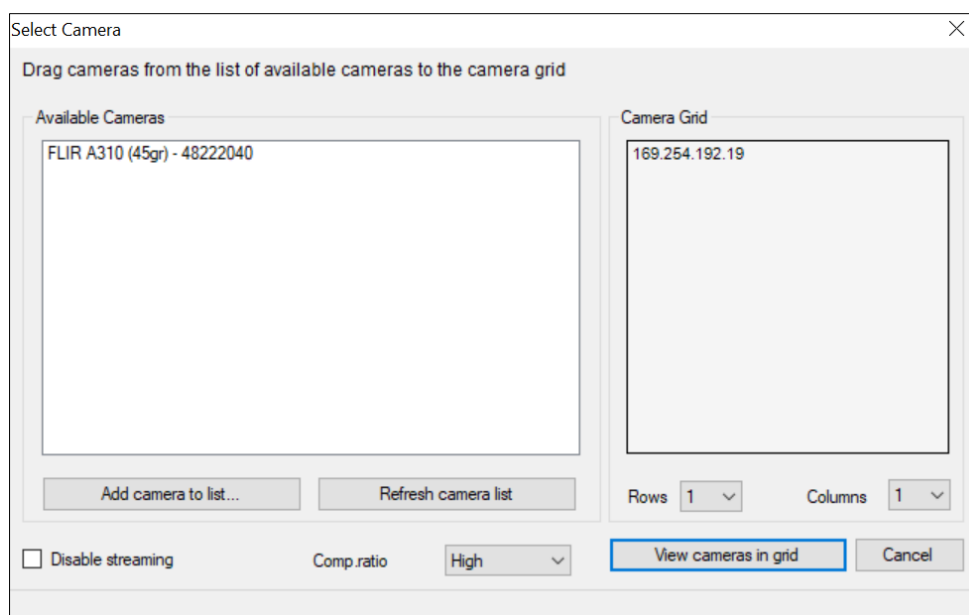 Select Camera
Drag cameras from the list of available cameras to the camera grid
Available Cameras
FLIR A310 (45gr) - 48222040
Add camera to list...
Refresh camera list
Camera Grid
169.254.192.19
Rows 1
Columns 1
Disable streaming
Comp.ratio
High
View cameras in grid
Cancel